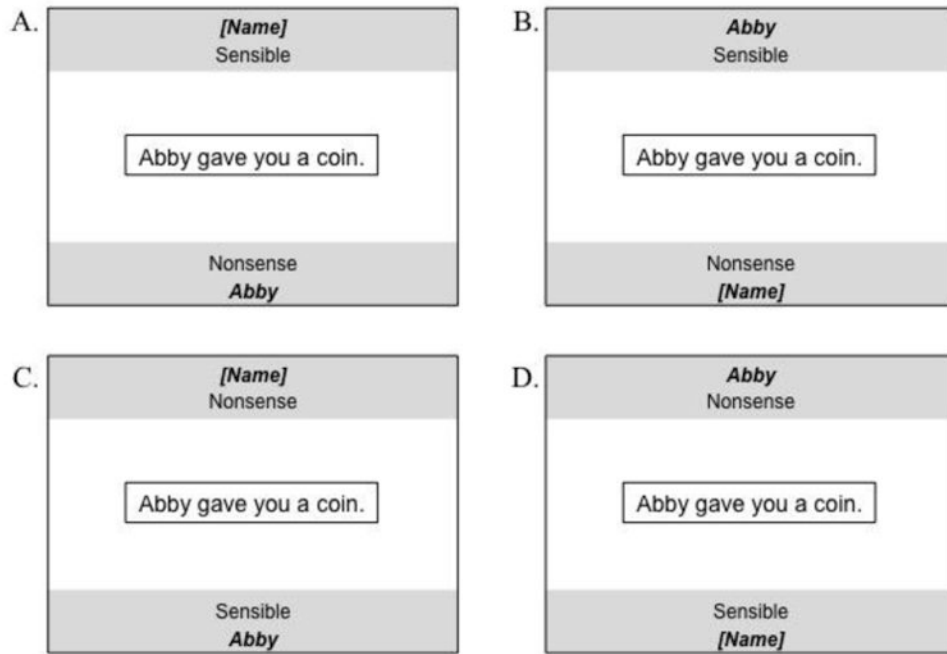 A.
[Name]
Sensible
Abby gave you a coin.
Nonsense
Abby
B.
Abby
Sensible
Abby gave you a coin.
Nonsense
[Name]
C.
[Name]
Nonsense
Abby gave you a coin.
Sensible
Abby
D.
Abby
Nonsense
Abby gave you a coin.
Sensible
[Name]